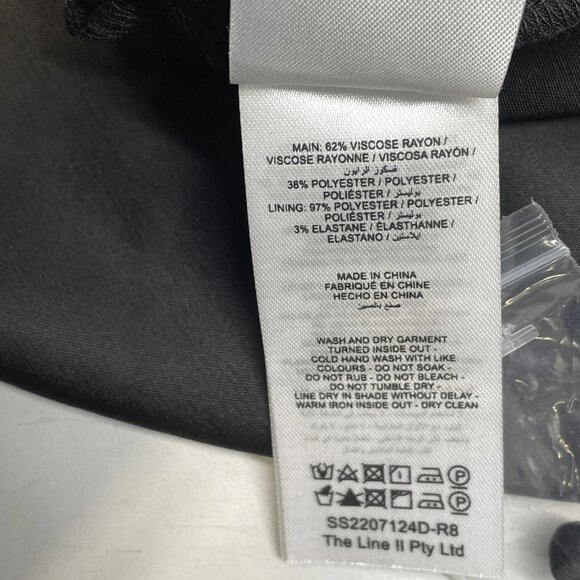 MAIN: 62% VISCOSE RAYON /
VISCOSE RAYONNE / VISCOSA RAYÓN /
فسكوز الرايون
38% POLYESTER / POLYESTER /
POLIÉSTER / بوليستر
LINING: 97% POLYESTER / POLYESTER /
POLIÉSTER / بوليستر
3% ELASTANE / ÉLASTHANNE /
ELASTANO / ايلاستين
MADE IN CHINA
FABRIQUÉ EN CHINE
HECHO EN CHINA
صنع بالصين
WASH AND DRY GARMENT
TURNED INSIDE OUT -
COLD HAND WASH WITH LIKE
COLOURS - DO NOT SOAK -
DO NOT RUB - DO NOT BLEACH -
DO NOT TUMBLE DRY -
LINE DRY IN SHADE WITHOUT DELAY -
WARM IRON INSIDE OUT - DRY CLEAN
SS2207124D-R8
The Line II Pty Ltd